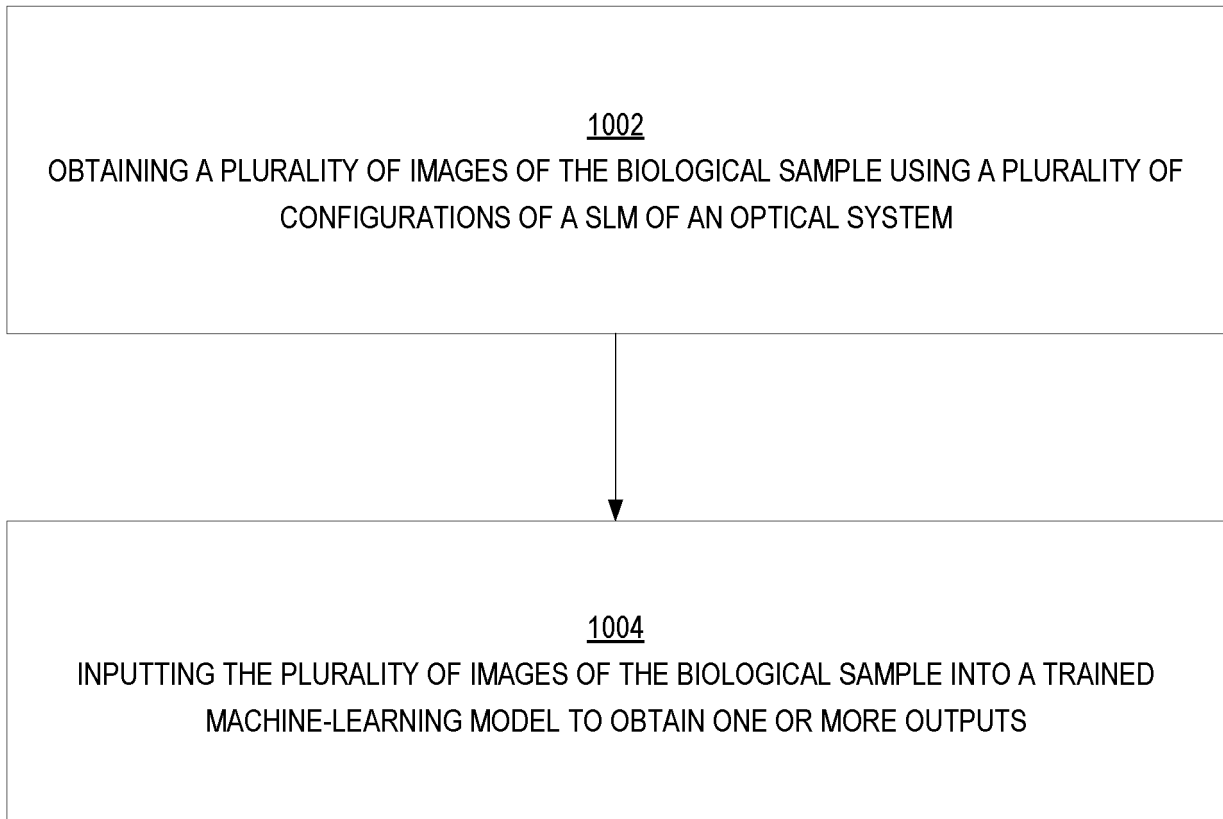 1002
OBTAINING A PLURALITY OF IMAGES OF THE BIOLOGICAL SAMPLE USING A PLURALITY OF
CONFIGURATIONS OF A SLM OF AN OPTICAL SYSTEM
1004
INPUTTING THE PLURALITY OF IMAGES OF THE BIOLOGICAL SAMPLE INTO A TRAINED
MACHINE-LEARNING MODEL TO OBTAIN ONE OR MORE OUTPUTS